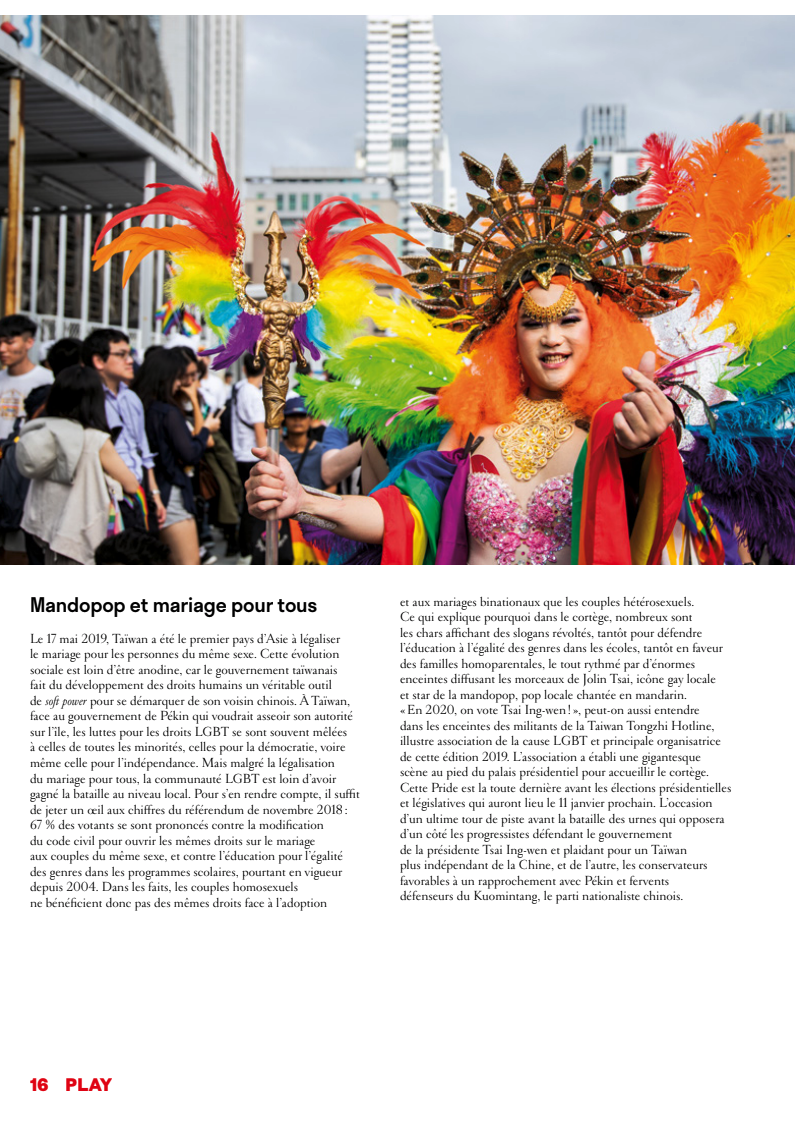 Mandopop et mariage pour tous
Le 17 mai 2019, Taïwan a été le premier pays d’Asie à légaliser
le mariage pour les personnes du même sexe. Cette évolution
sociale est loin d’être anodine, car le gouvernement taïwanais
fait du développement des droits humains un véritable outil
de soft power pour se démarquer de son voisin chinois. À Taïwan,
face au gouvernement de Pékin qui voudrait asseoir son autorité
sur l’île, les luttes pour les droits LGBT se sont souvent mêlées
à celles de toutes les minorités, celles pour la démocratie, voire
même celle pour l’indépendance. Mais malgré la légalisation
du mariage pour tous, la communauté LGBT est loin d’avoir
gagné la bataille au niveau local. Pour s’en rendre compte, il suffit
de jeter un œil aux chiffres du référendum de novembre 2018 :
67 % des votants se sont prononcés contre la modification
du code civil pour ouvrir les mêmes droits sur le mariage
aux couples du même sexe, et contre l’éducation pour l’égalité
des genres dans les programmes scolaires, pourtant en vigueur
depuis 2004. Dans les faits, les couples homosexuels
ne bénéficient donc pas des mêmes droits face à l’adoption
et aux mariages binationaux que les couples hétérosexuels.
Ce qui explique pourquoi dans le cortège, nombreux sont
les chars affichant des slogans révoltés, tantôt pour défendre
l’éducation à l’égalité des genres dans les écoles, tantôt en faveur
des familles homoparentales, le tout rythmé par d’énormes
enceintes diffusant les morceaux de Jolin Tsai, icône gay locale
et star de la mandopop, pop locale chantée en mandarin.
« En 2020, on vote Tsai Ing-wen ! », peut-on aussi entendre
dans les enceintes des militants de la Taiwan Tongzhi Hotline,
illustre association de la cause LGBT et principale organisatrice
de cette édition 2019. L’association a établi une gigantesque
scène au pied du palais présidentiel pour accueillir le cortège.
Cette Pride est la toute dernière avant les élections présidentielles
et législatives qui auront lieu le 11 janvier prochain. L’occasion
d’un ultime tour de piste avant la bataille des urnes qui opposera
d’un côté les progressistes défendant le gouvernement
de la présidente Tsai Ing-wen et plaidant pour un Taïwan
plus indépendant de la Chine, et de l’autre, les conservateurs
favorables à un rapprochement avec Pékin et fervents
défenseurs du Kuomintang, le parti nationaliste chinois.
16 PLAY